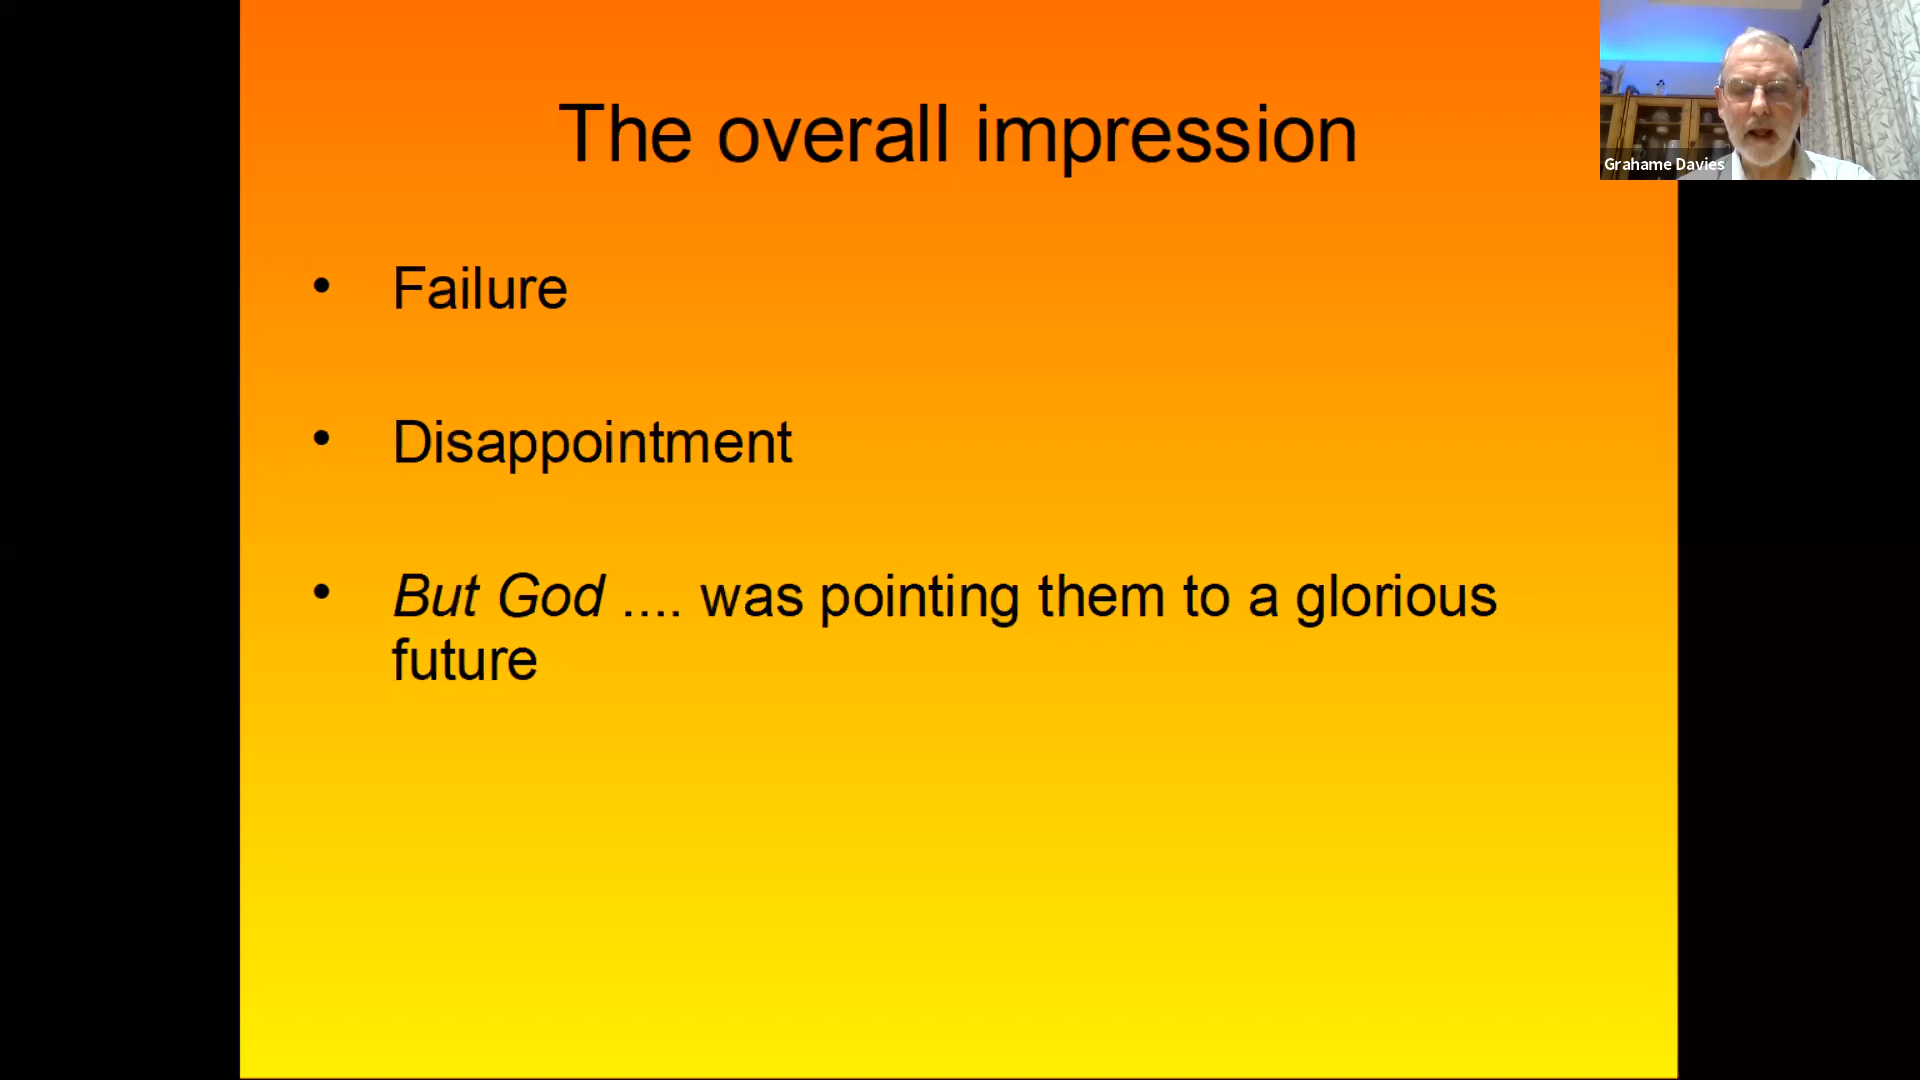 The overall impression
Grahame Davies
• Failure
• Disappointment
• But God .... was pointing them to a glorious
future